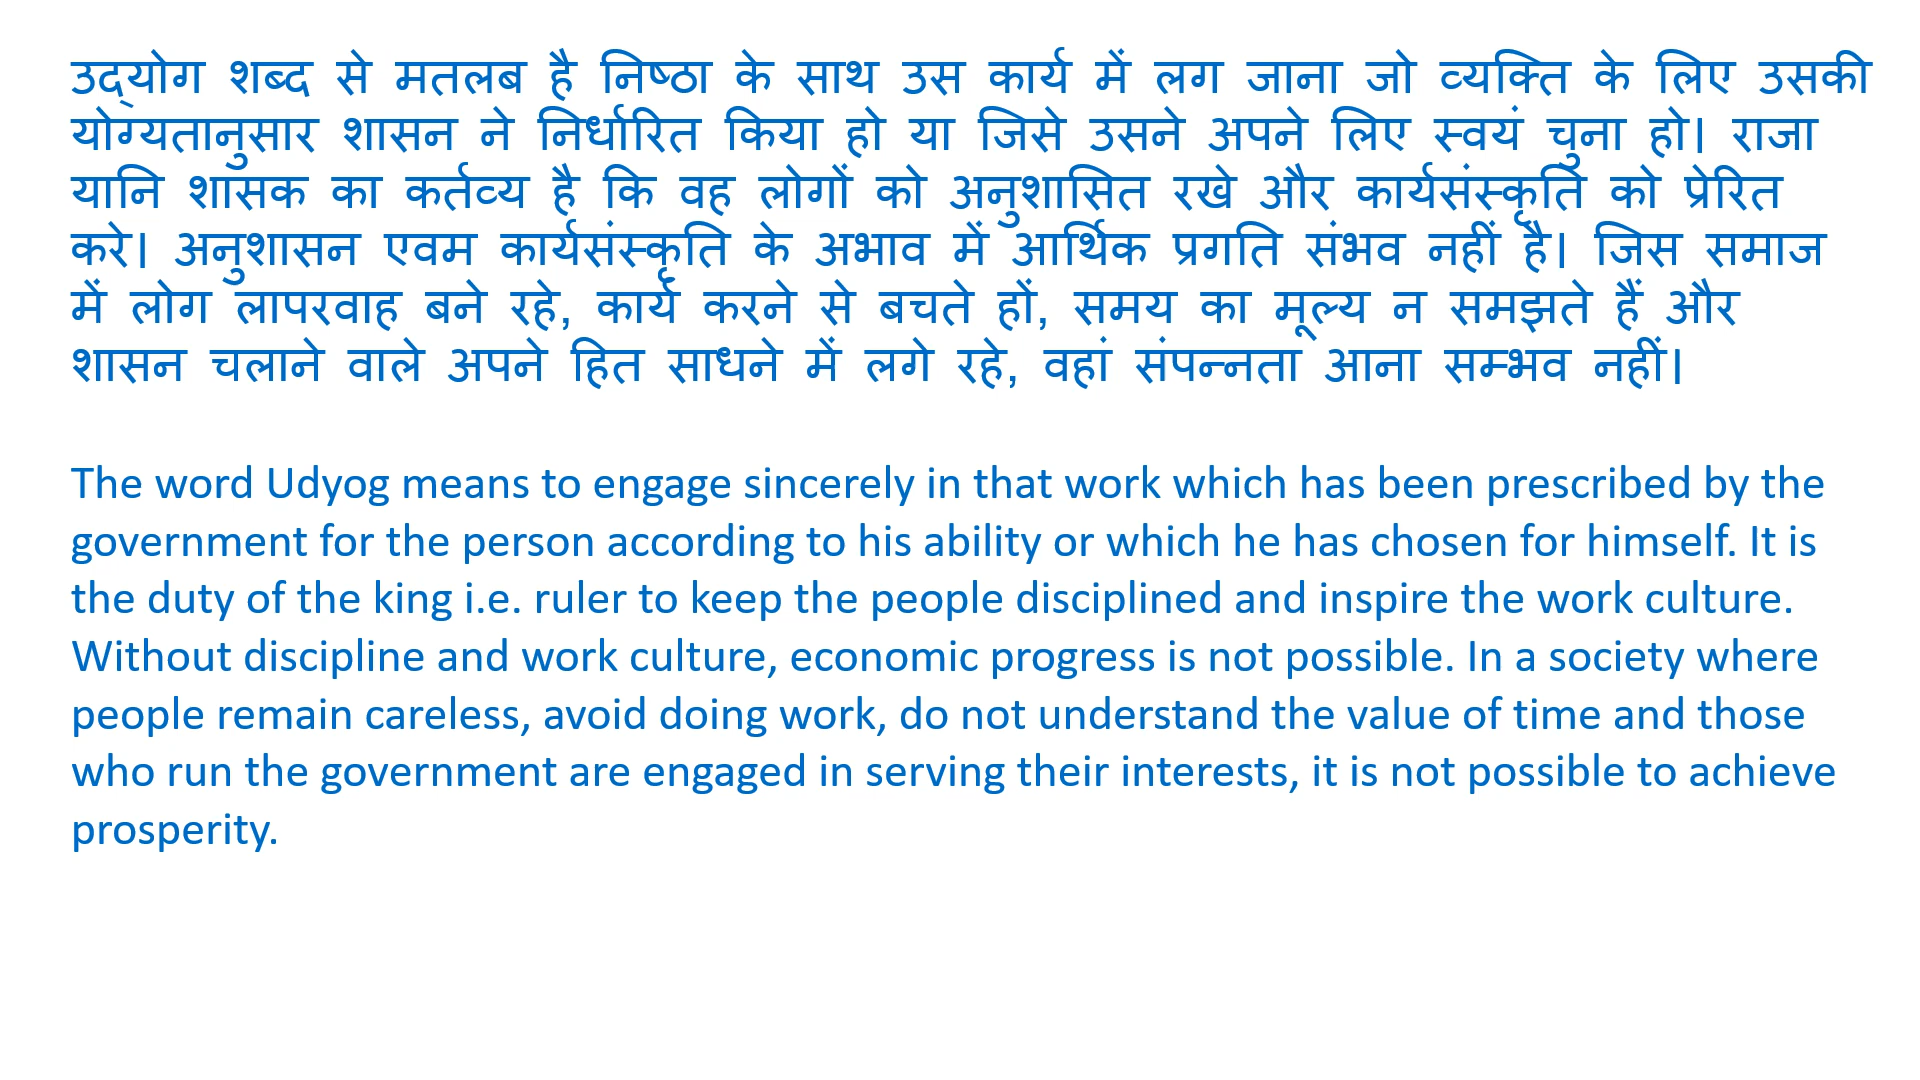 उद्योग शब्द से मतलब है निष्ठा के साथ उस कार्य में लग जाना जो व्यक्ति के लिए उसकी
योग्यतानुसार शासन ने निर्धारित किया हो या जिसे उसने अपने लिए स्वयं चुना हो। राजा
यानि शासक का कर्तव्य है कि वह लोगों को अनुशासित रखे और कार्यसंस्कृति को प्रेरित
करे। अनुशासन एवम कार्यसंस्कृति के अभाव में आर्थिक प्रगति संभव नहीं है। जिस समाज
में लोग लापरवाह बने रहे, कार्य करने से बचते हों, समय का मूल्य न समझते हैं और
शासन चलाने वाले अपने हित साधने में लगे रहे, वहां संपन्नता आना सम्भव नहीं।
The word Udyog means to engage sincerely in that work which has been prescribed by the
government for the person according to his ability or which he has chosen for himself. It is
the duty of the king i.e. ruler to keep the people disciplined and inspire the work culture.
Without discipline and work culture, economic progress is not possible. In a society where
people remain careless, avoid doing work, do not understand the value of time and those
who run the government are engaged in serving their interests, it is not possible to achieve
prosperity.